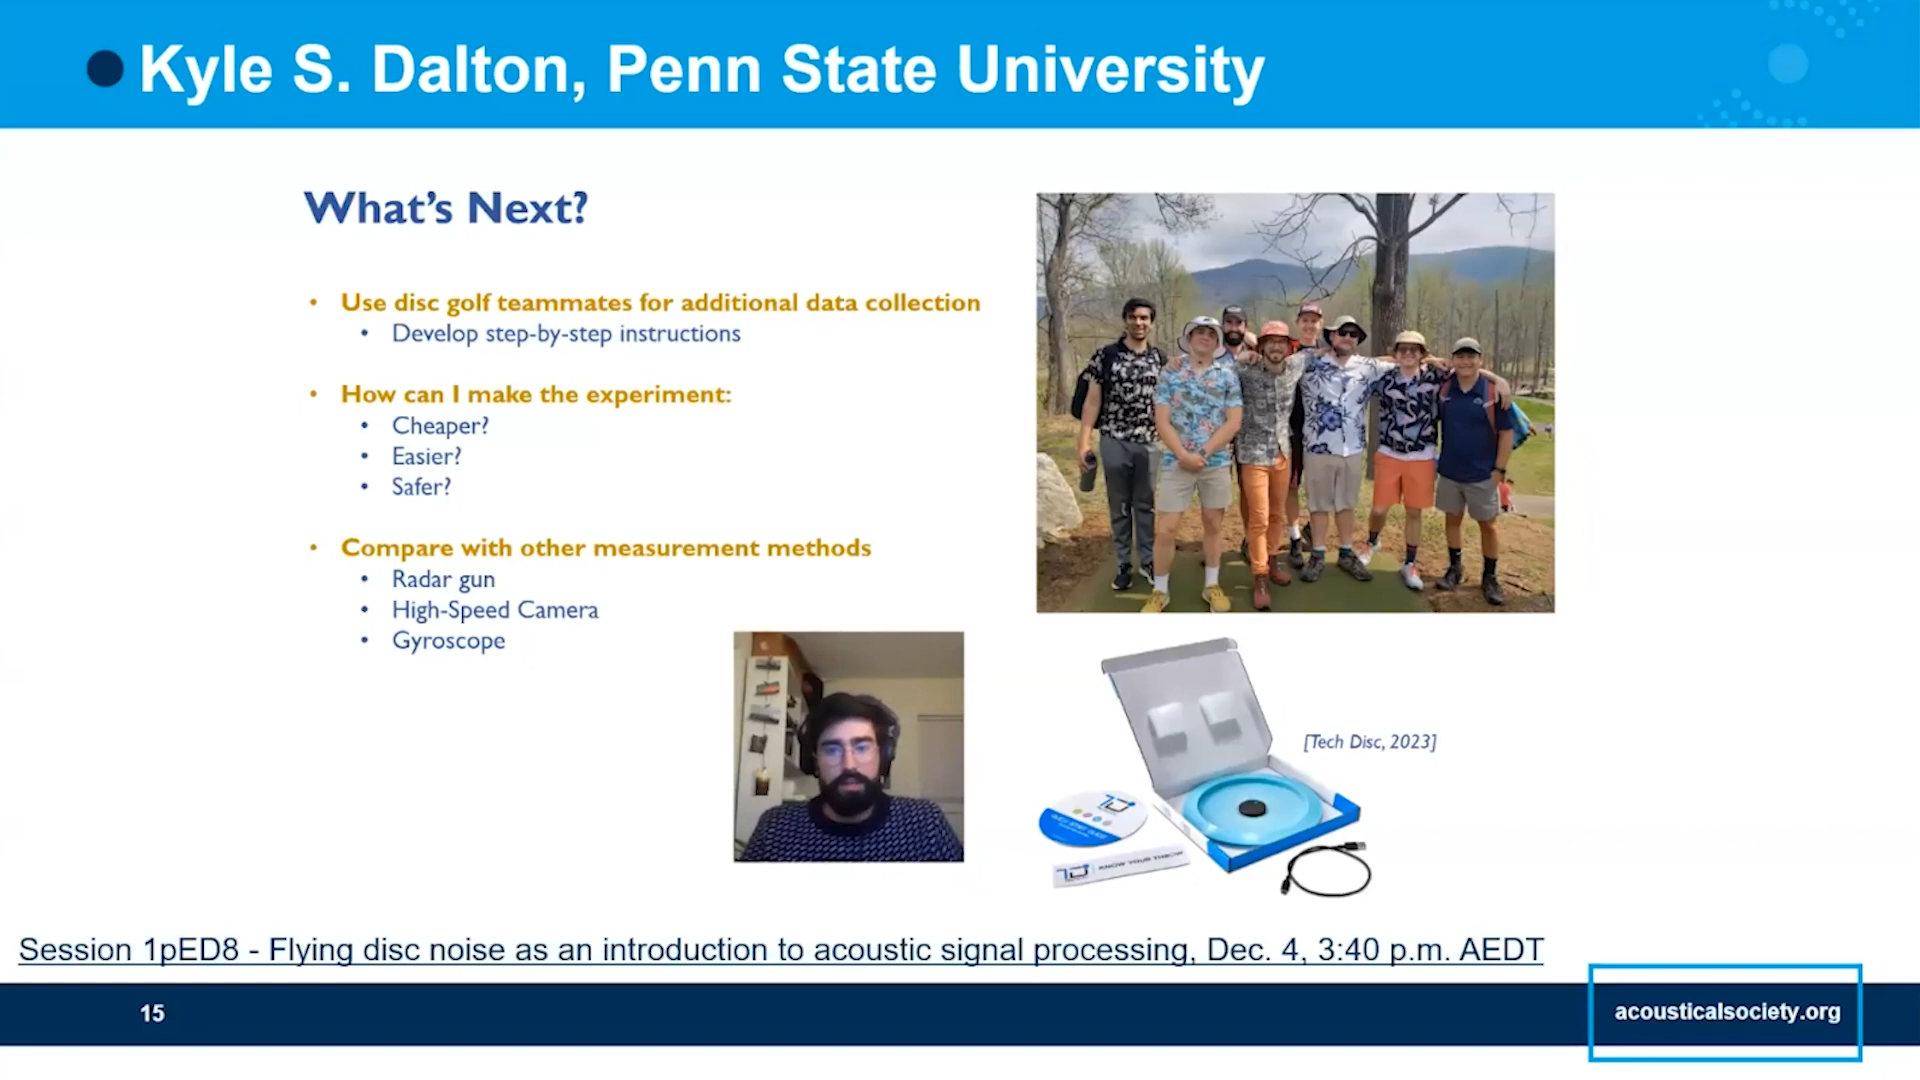 Kyle S. Dalton, Penn State University
What's Next?
• Use disc golf teammates for additional data collection
• Develop step-by-step instructions
• How can I make the experiment:
• Cheaper?
• Easier?
• Safer?
• Compare with other measurement methods
• Radar gun
• High-Speed Camera
• Gyroscope
[Tech Disc, 2023]
KNOW YOUR THROW
Session 1pED8 - Flying disc noise as an introduction to acoustic signal processing, Dec. 4, 3:40 p.m. AEDT
15
acousticalsociety.org